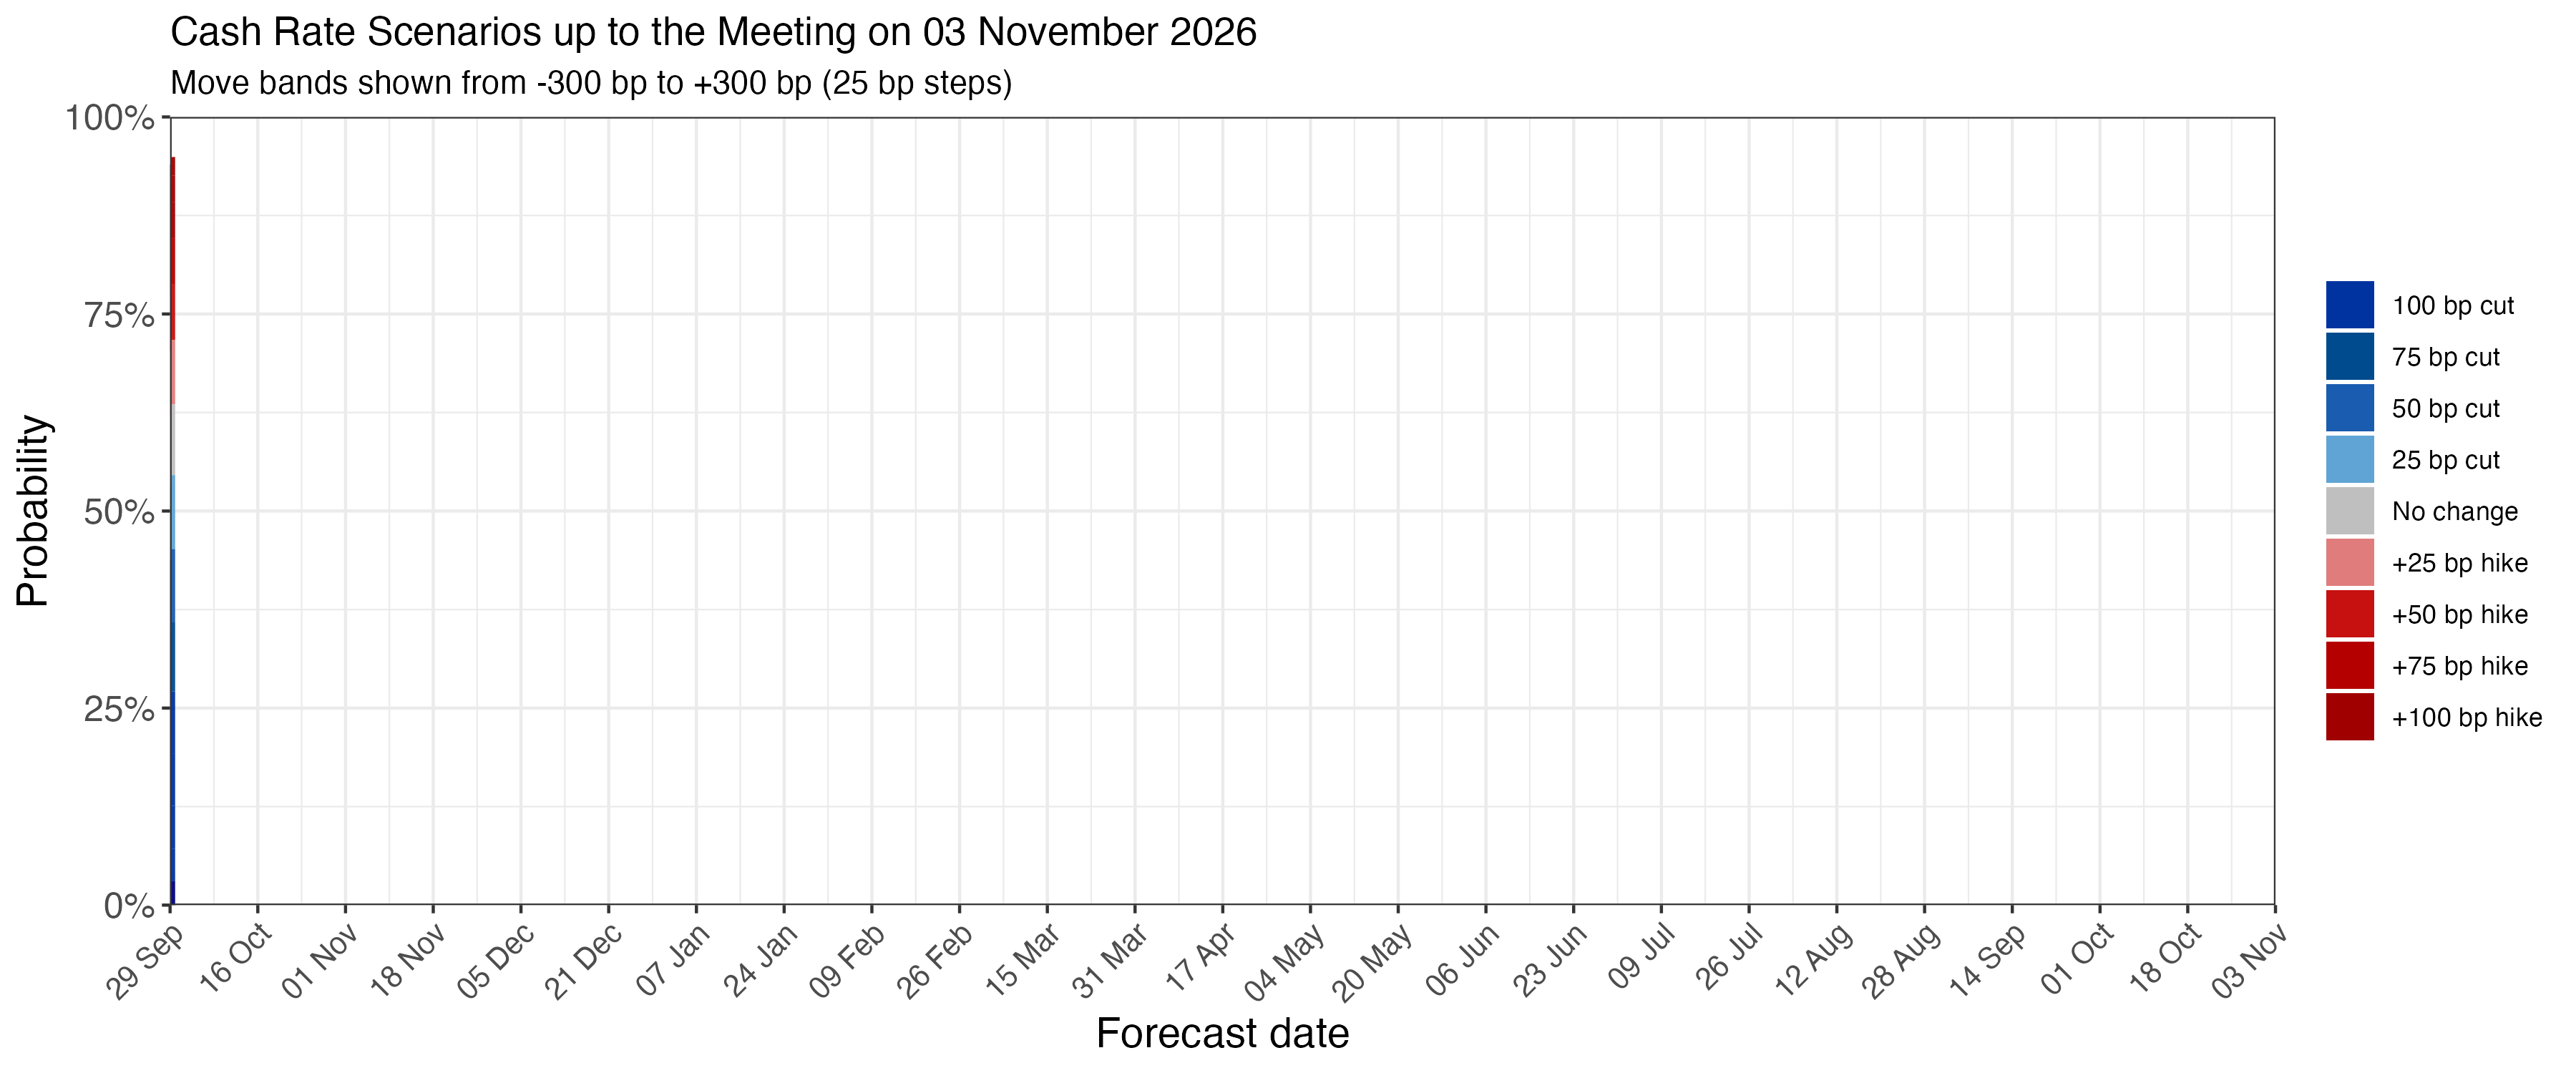 Cash Rate Scenarios up to the Meeting on 03 November 2026
Move bands shown from -300 bp to +300 bp (25 bp steps)
100%
75%
50%
25%
0%
Probability
29 Sep
16 Oct
01 Nov
18 Nov
05 Dec
21 Dec
07 Jan
24 Jan
09 Feb
26 Feb
15 Mar
31 Mar
17 Apr
04 May
20 May
06 Jun
23 Jun
09 Jul
26 Jul
12 Aug
28 Aug
14 Sep
01 Oct
18 Oct
03 Nov
Forecast date
100 bp cut
75 bp cut
50 bp cut
25 bp cut
No change
+25 bp hike
+50 bp hike
+75 bp hike
+100 bp hike